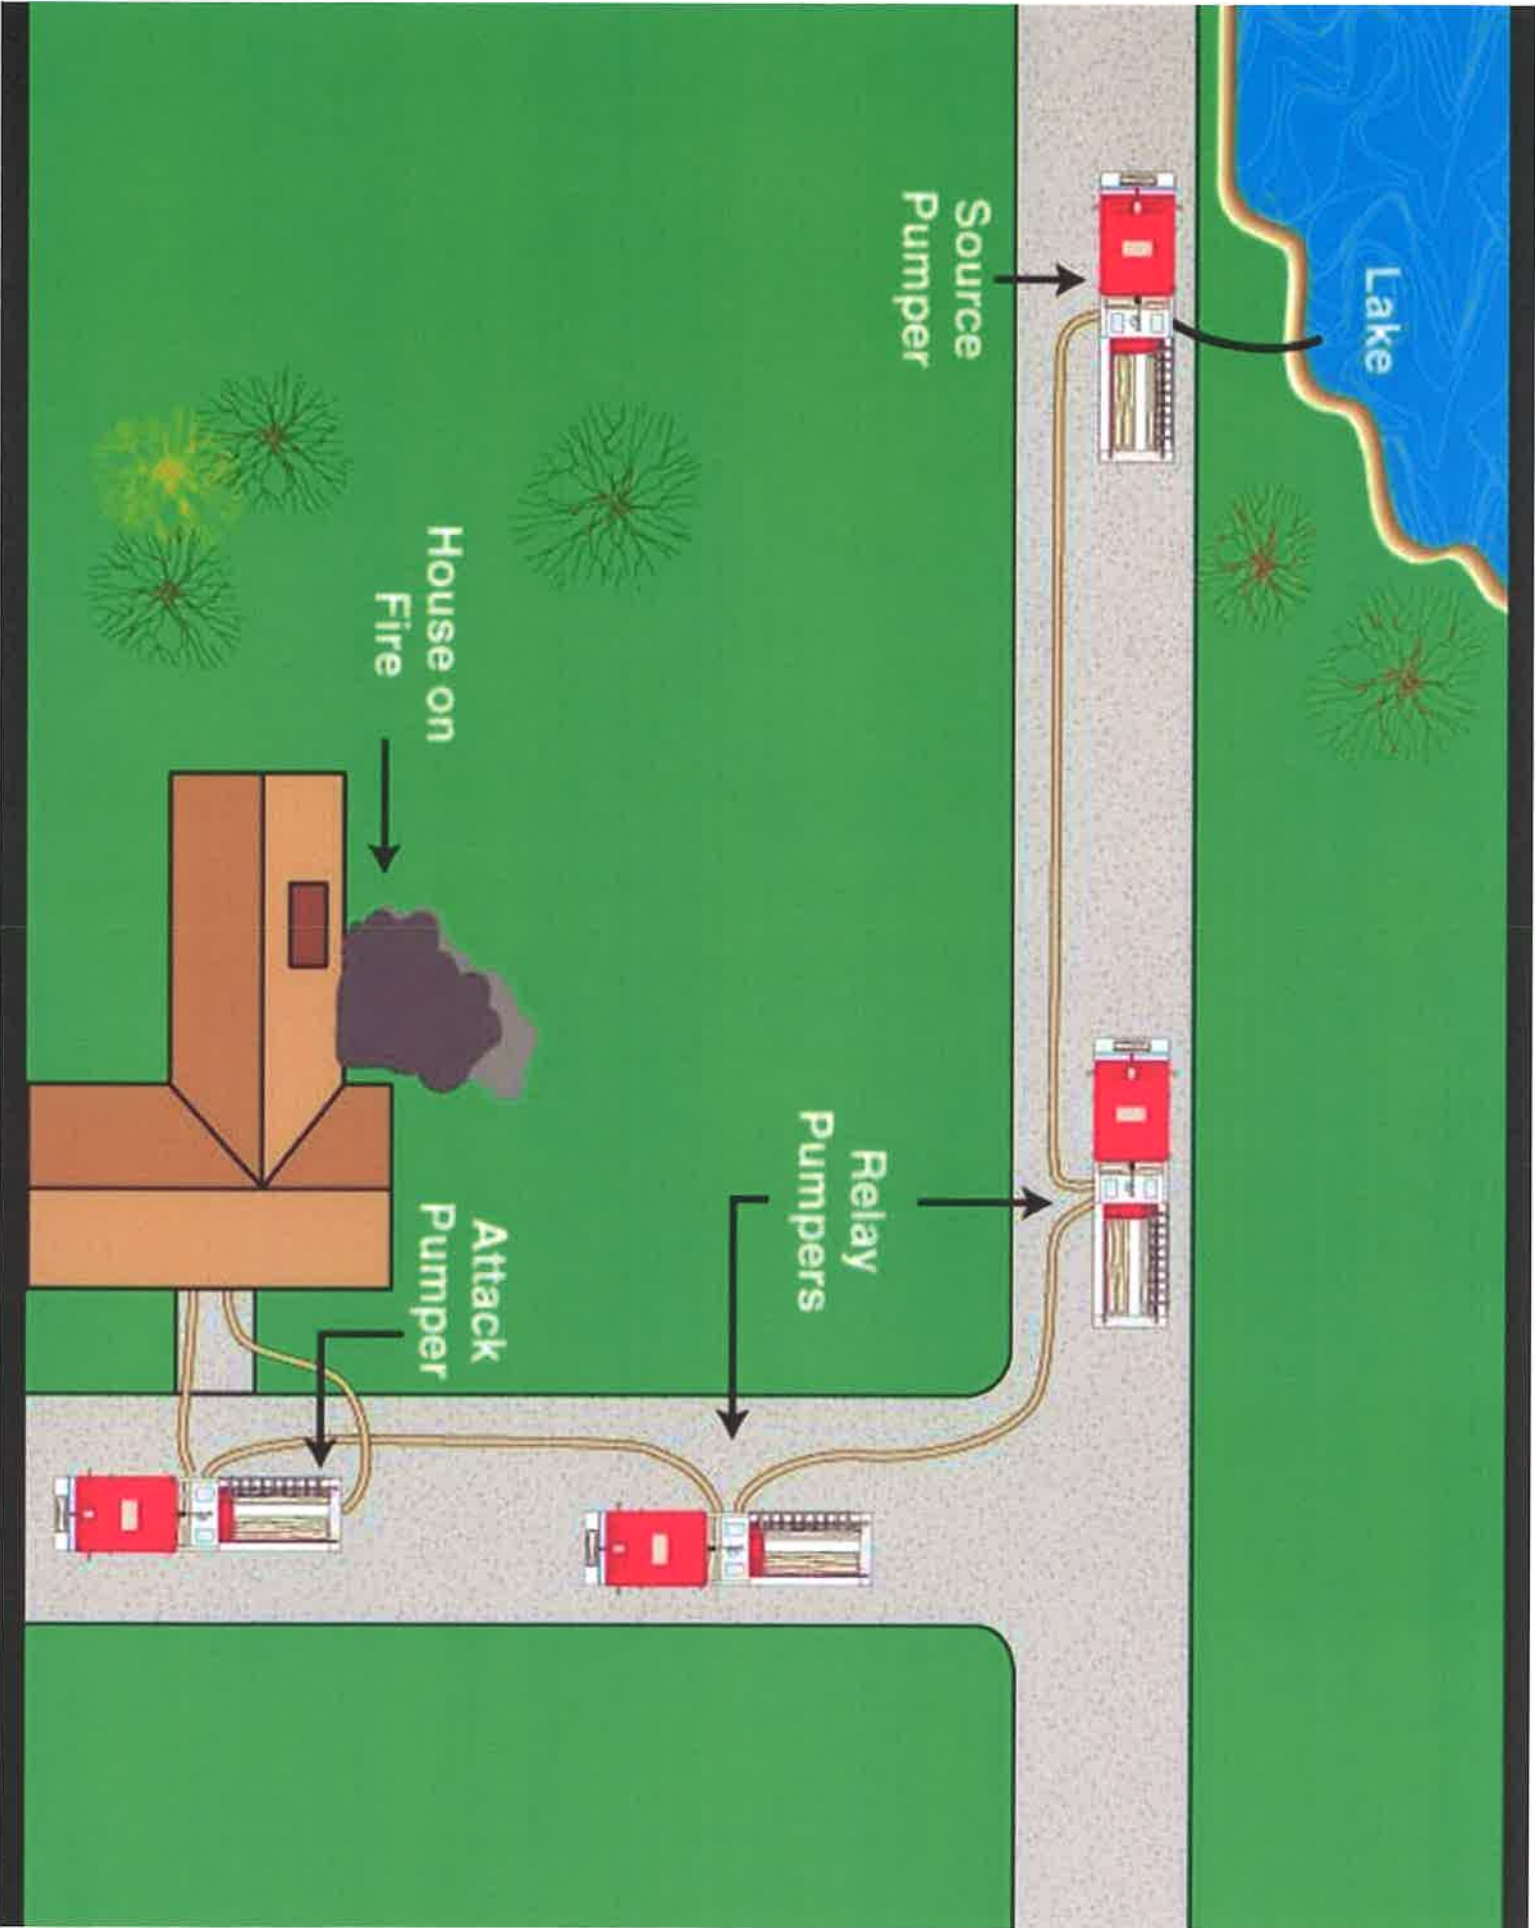 Lake
Source
Pumper
Relay
Pumpers
House on
Fire
Attack
Pumper